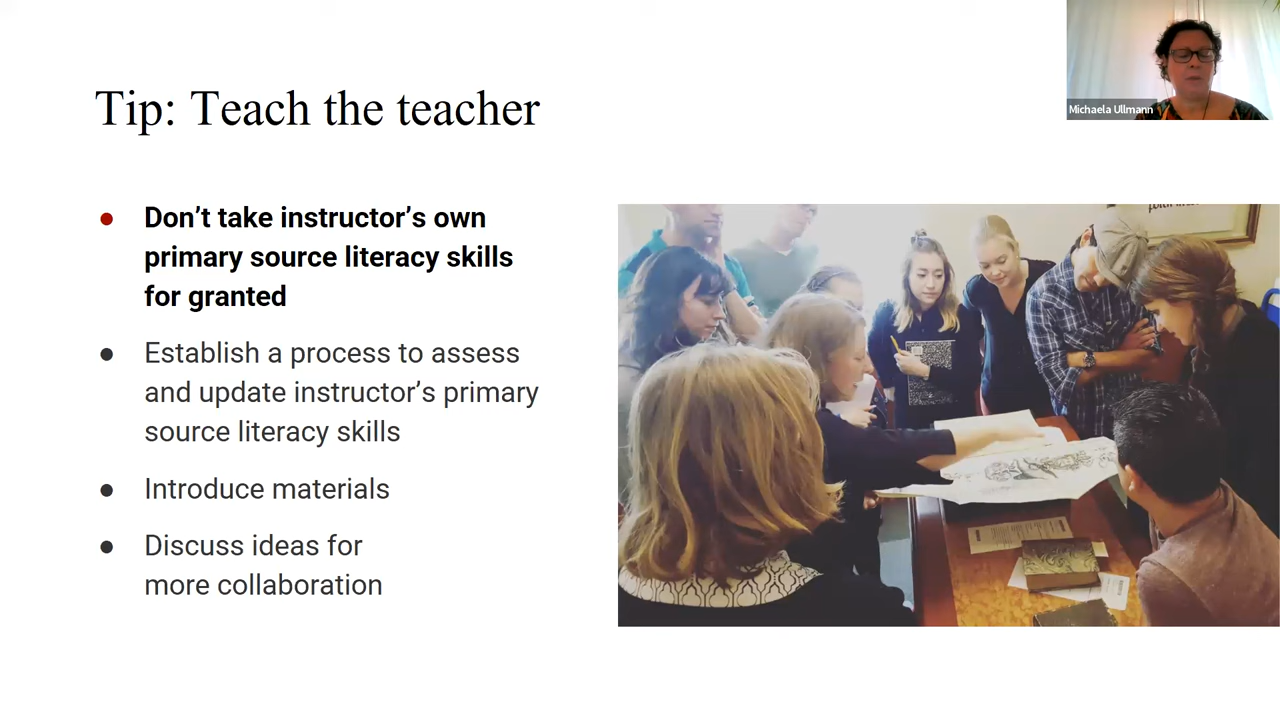 Tip: Teach the teacher
Michaela Ullmann
● Don’t take instructor’s own
primary source literacy skills
for granted
● Establish a process to assess
and update instructor’s primary
source literacy skills
● Introduce materials
● Discuss ideas for
more collaboration